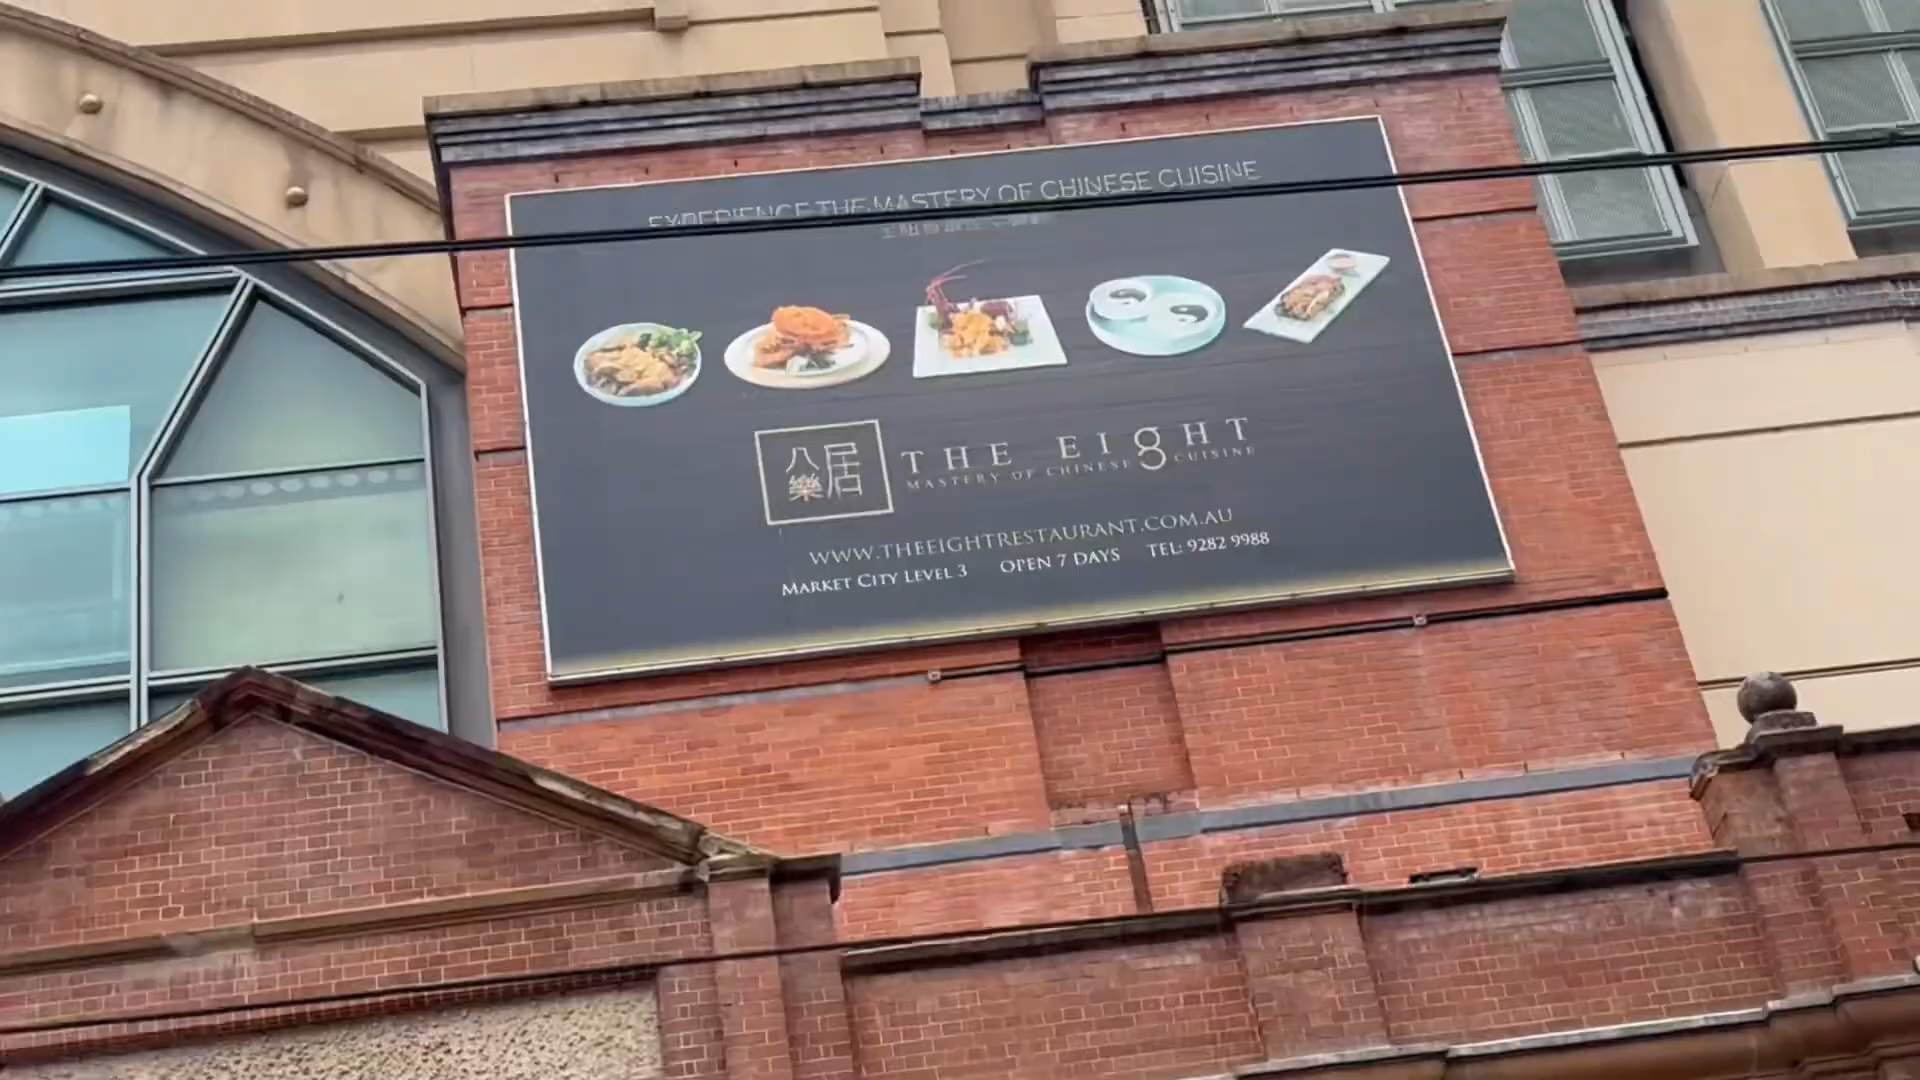 EXPERIENCE THE MASTERY OF CHINESE CUISINE
八樂居
THE EIGHT
MASTERY OF CHINESE CUISINE
WWW.THEEIGHTRESTAURANT.COM.AU
MARKET CITY LEVEL 3 OPEN 7 DAYS TEL: 9282 9988